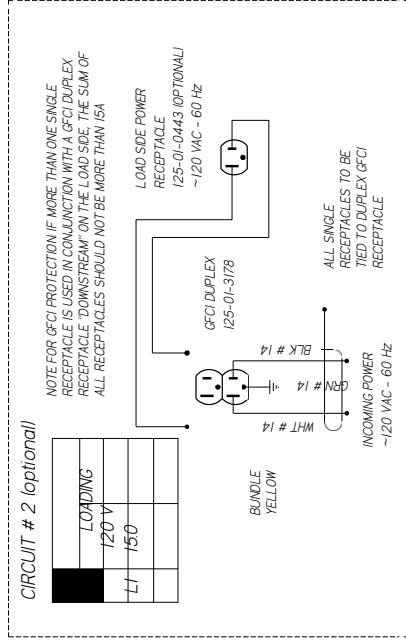 CIRCUIT # 2 (optional)
LOADING
120 V
L1 15.0
NOTE FOR GFCI PROTECTION IF MORE THAN ONE SINGLE
RECEPTACLE IS USED IN CONJUNCTION WITH A GFCI DUPLEX
RECEPTACLE "DOWNSTREAM" ON THE LOAD SIDE, THE SUM OF
ALL RECEPTACLES SHOULD NOT BE MORE THAN 15A
LOAD SIDE POWER
RECEPTACLE
125-01-0443 (OPTIONAL)
~120 VAC - 60 Hz
GFCI DUPLEX
125-01-3178
BUNDLE
YELLOW
WHT # 14
GRN # 14
BLK # 14
INCOMING POWER
~120 VAC - 60 Hz
ALL SINGLE
RECEPTACLES TO BE
TIED TO DUPLEX GFCI
RECEPTACLE